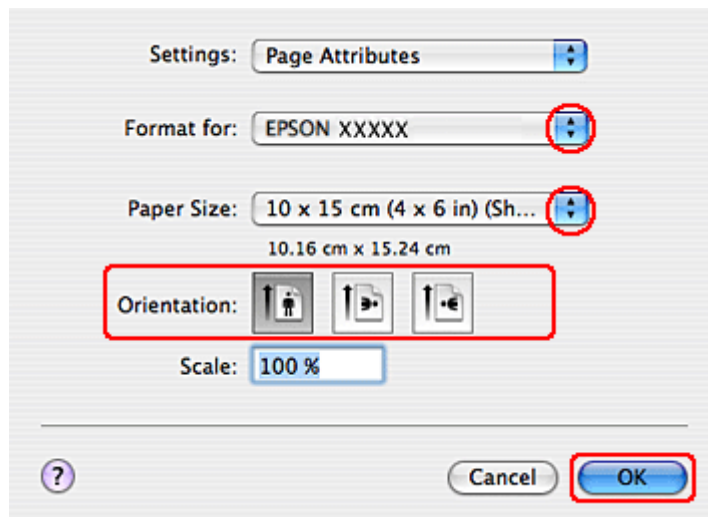 Settings: Page Attributes
Format for: EPSON XXXXX
Paper Size: 10 x 15 cm (4 x 6 in) (Sh...
10.16 cm x 15.24 cm
Orientation:
Scale: 100 %
? Cancel OK